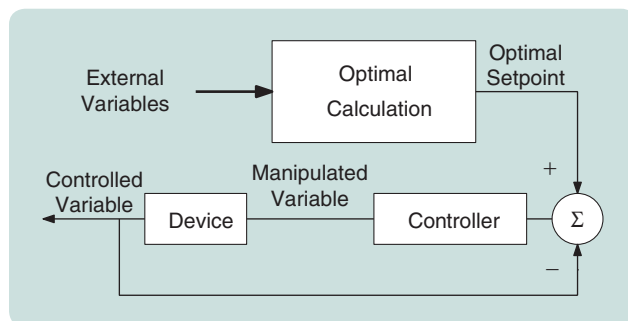 External
Variables
Optimal
Calculation
Optimal
Setpoint
+
Controlled
Variable
Device
Manipulated
Variable
Controller
Σ
−